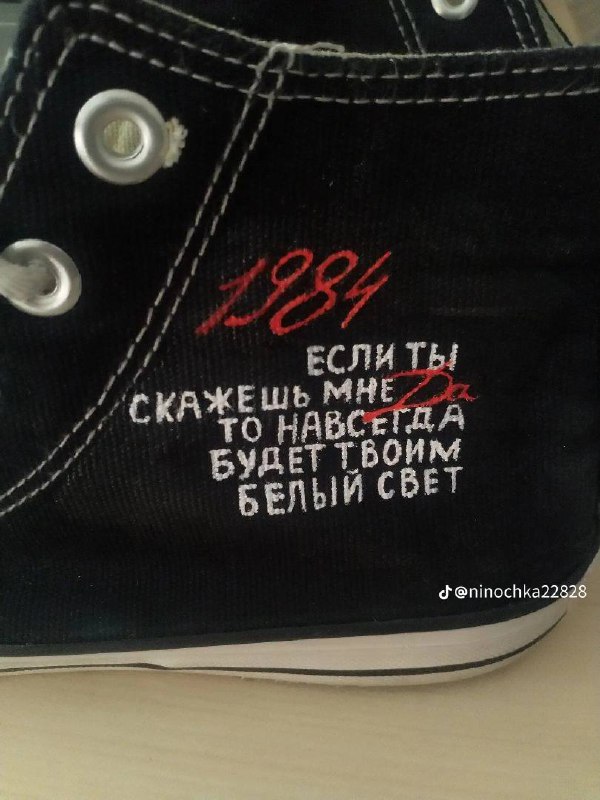 1984
ЕСЛИ ТЫ
СКАЖЕШЬ МНЕ Да
ТО НАВСЕГДА
БУДЕТ ТВОИМ
БЕЛЫЙ СВЕТ
@ninochka22828